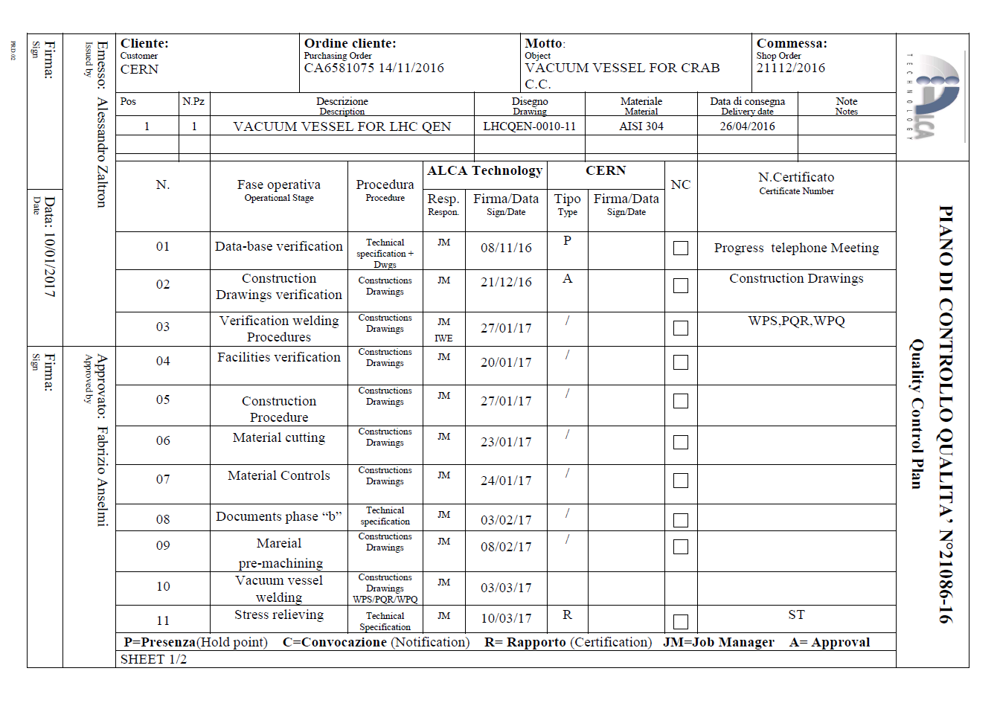 PRD.02
Firma:
Sign
Data: 10/01/2017
Date
Firma:
Sign
Emesso: Alessandro Zaltron
Issued by
Approvato: Fabrizio Anselmi
Approved by
Cliente:
Customer
CERN
Ordine cliente:
Purchasing Order
CA6581075 14/11/2016
Motto:
Object
VACUUM VESSEL FOR CRAB
C.C.
Commessa:
Shop Order
21112/2016
Pos N.Pz Descrizione Disegno Materiale Data di consegna Note
Description Drawing Material Delivery date Notes
1 1 VACUUM VESSEL FOR LHC QEN LHCQEN-0010-11 AISI 304 26/04/2016
N.
Fase operativa
Operational Stage
Procedura
Procedure
ALCA Technology
Resp.
Respon.
Firma/Data
Sign/Date
CERN
Tipo
Type
Firma/Data
Sign/Date
NC
N.Certificato
Certificate Number
01 Data-base verification Technical JM 08/11/16 P Progress telephone Meeting
specification +
Dwgs
02 Construction Constructions JM 21/12/16 A Construction Drawings
Drawings verification Drawings
03 Verification welding Constructions JM 27/01/17 / WPS,PQR,WPQ
Procedures Drawings IWE
04 Facilities verification Constructions JM 20/01/17 /
Drawings
05 Construction Constructions JM 27/01/17 /
Procedure Drawings
06 Material cutting Constructions JM 23/01/17 /
Drawings
07 Material Controls Constructions JM 24/01/17 /
Drawings
08 Documents phase “b” Technical JM 03/02/17 /
specification
09 Mareial Constructions JM 08/02/17 /
pre-machining Drawings
10 Vacuum vessel Constructions JM 03/03/17
welding Drawings
WPS/PQR/WPQ
11 Stress relieving Technical JM 10/03/17 R ST
Specification
P=Presenza(Hold point) C=Convocazione (Notification) R= Rapporto (Certification) JM=Job Manager A= Approval
SHEET 1/2
ALCA
TECHNOLOGY
PIANO DI CONTROLLO QUALITA’ N°21086-16
Quality Control Plan